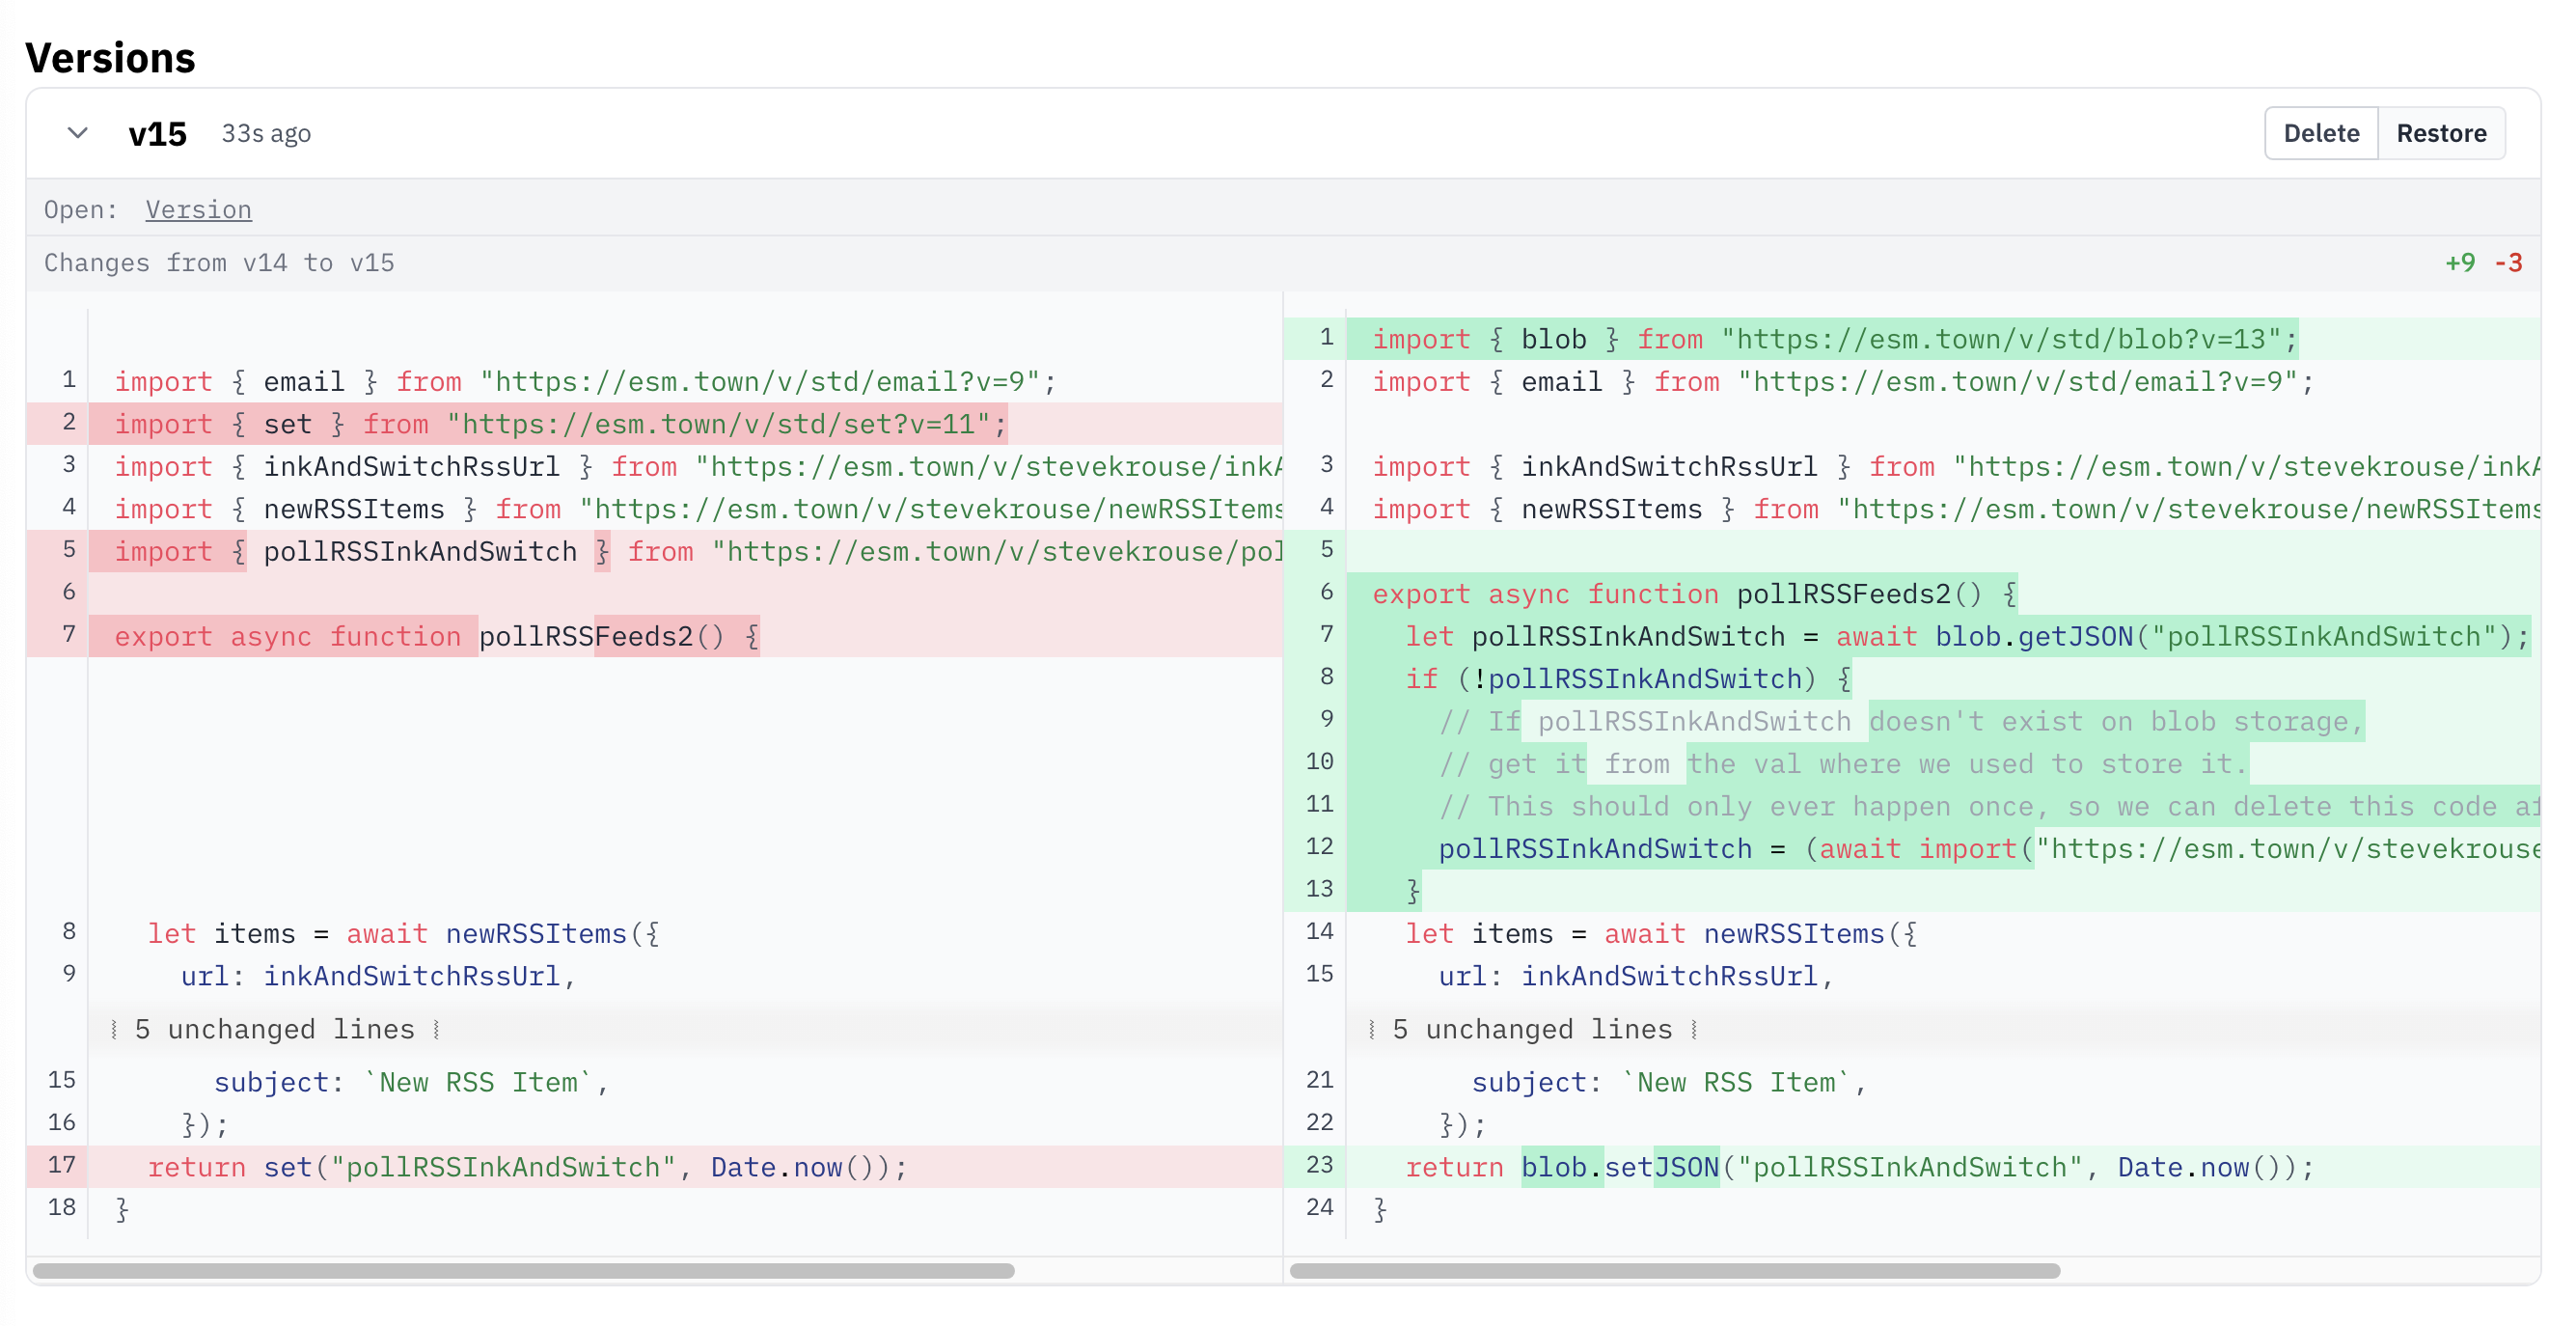 Versions
v15 33s ago Delete Restore
Open: Version
Changes from v14 to v15 +9 -3
1 import { email } from "https://esm.town/v/std/email?v=9";
2 import { set } from "https://esm.town/v/std/set?v=11";
3 import { inkAndSwitchRssUrl } from "https://esm.town/v/stevekrouse/inkA
4 import { newRSSItems } from "https://esm.town/v/stevekrouse/newRSSItems
5 import { pollRSSInkAndSwitch } from "https://esm.town/v/stevekrouse/pol
6
7 export async function pollRSSFeeds2() {
8 let items = await newRSSItems({
9 url: inkAndSwitchRssUrl,
5 unchanged lines
15 subject: `New RSS Item`,
16 });
17 return set("pollRSSInkAndSwitch", Date.now());
18 }
1 import { blob } from "https://esm.town/v/std/blob?v=13";
2 import { email } from "https://esm.town/v/std/email?v=9";
3 import { inkAndSwitchRssUrl } from "https://esm.town/v/stevekrouse/inkA
4 import { newRSSItems } from "https://esm.town/v/stevekrouse/newRSSItems
5
6 export async function pollRSSFeeds2() {
7 let pollRSSInkAndSwitch = await blob.getJSON("pollRSSInkAndSwitch");
8 if (!pollRSSInkAndSwitch) {
9 // If pollRSSInkAndSwitch doesn't exist on blob storage,
10 // get it from the val where we used to store it.
11 // This should only ever happen once, so we can delete this code
12 pollRSSInkAndSwitch = (await import("https://esm.town/v/stevekrouse
13 }
14 let items = await newRSSItems({
15 url: inkAndSwitchRssUrl,
5 unchanged lines
21 subject: `New RSS Item`,
22 });
23 return blob.setJSON("pollRSSInkAndSwitch", Date.now());
24 }